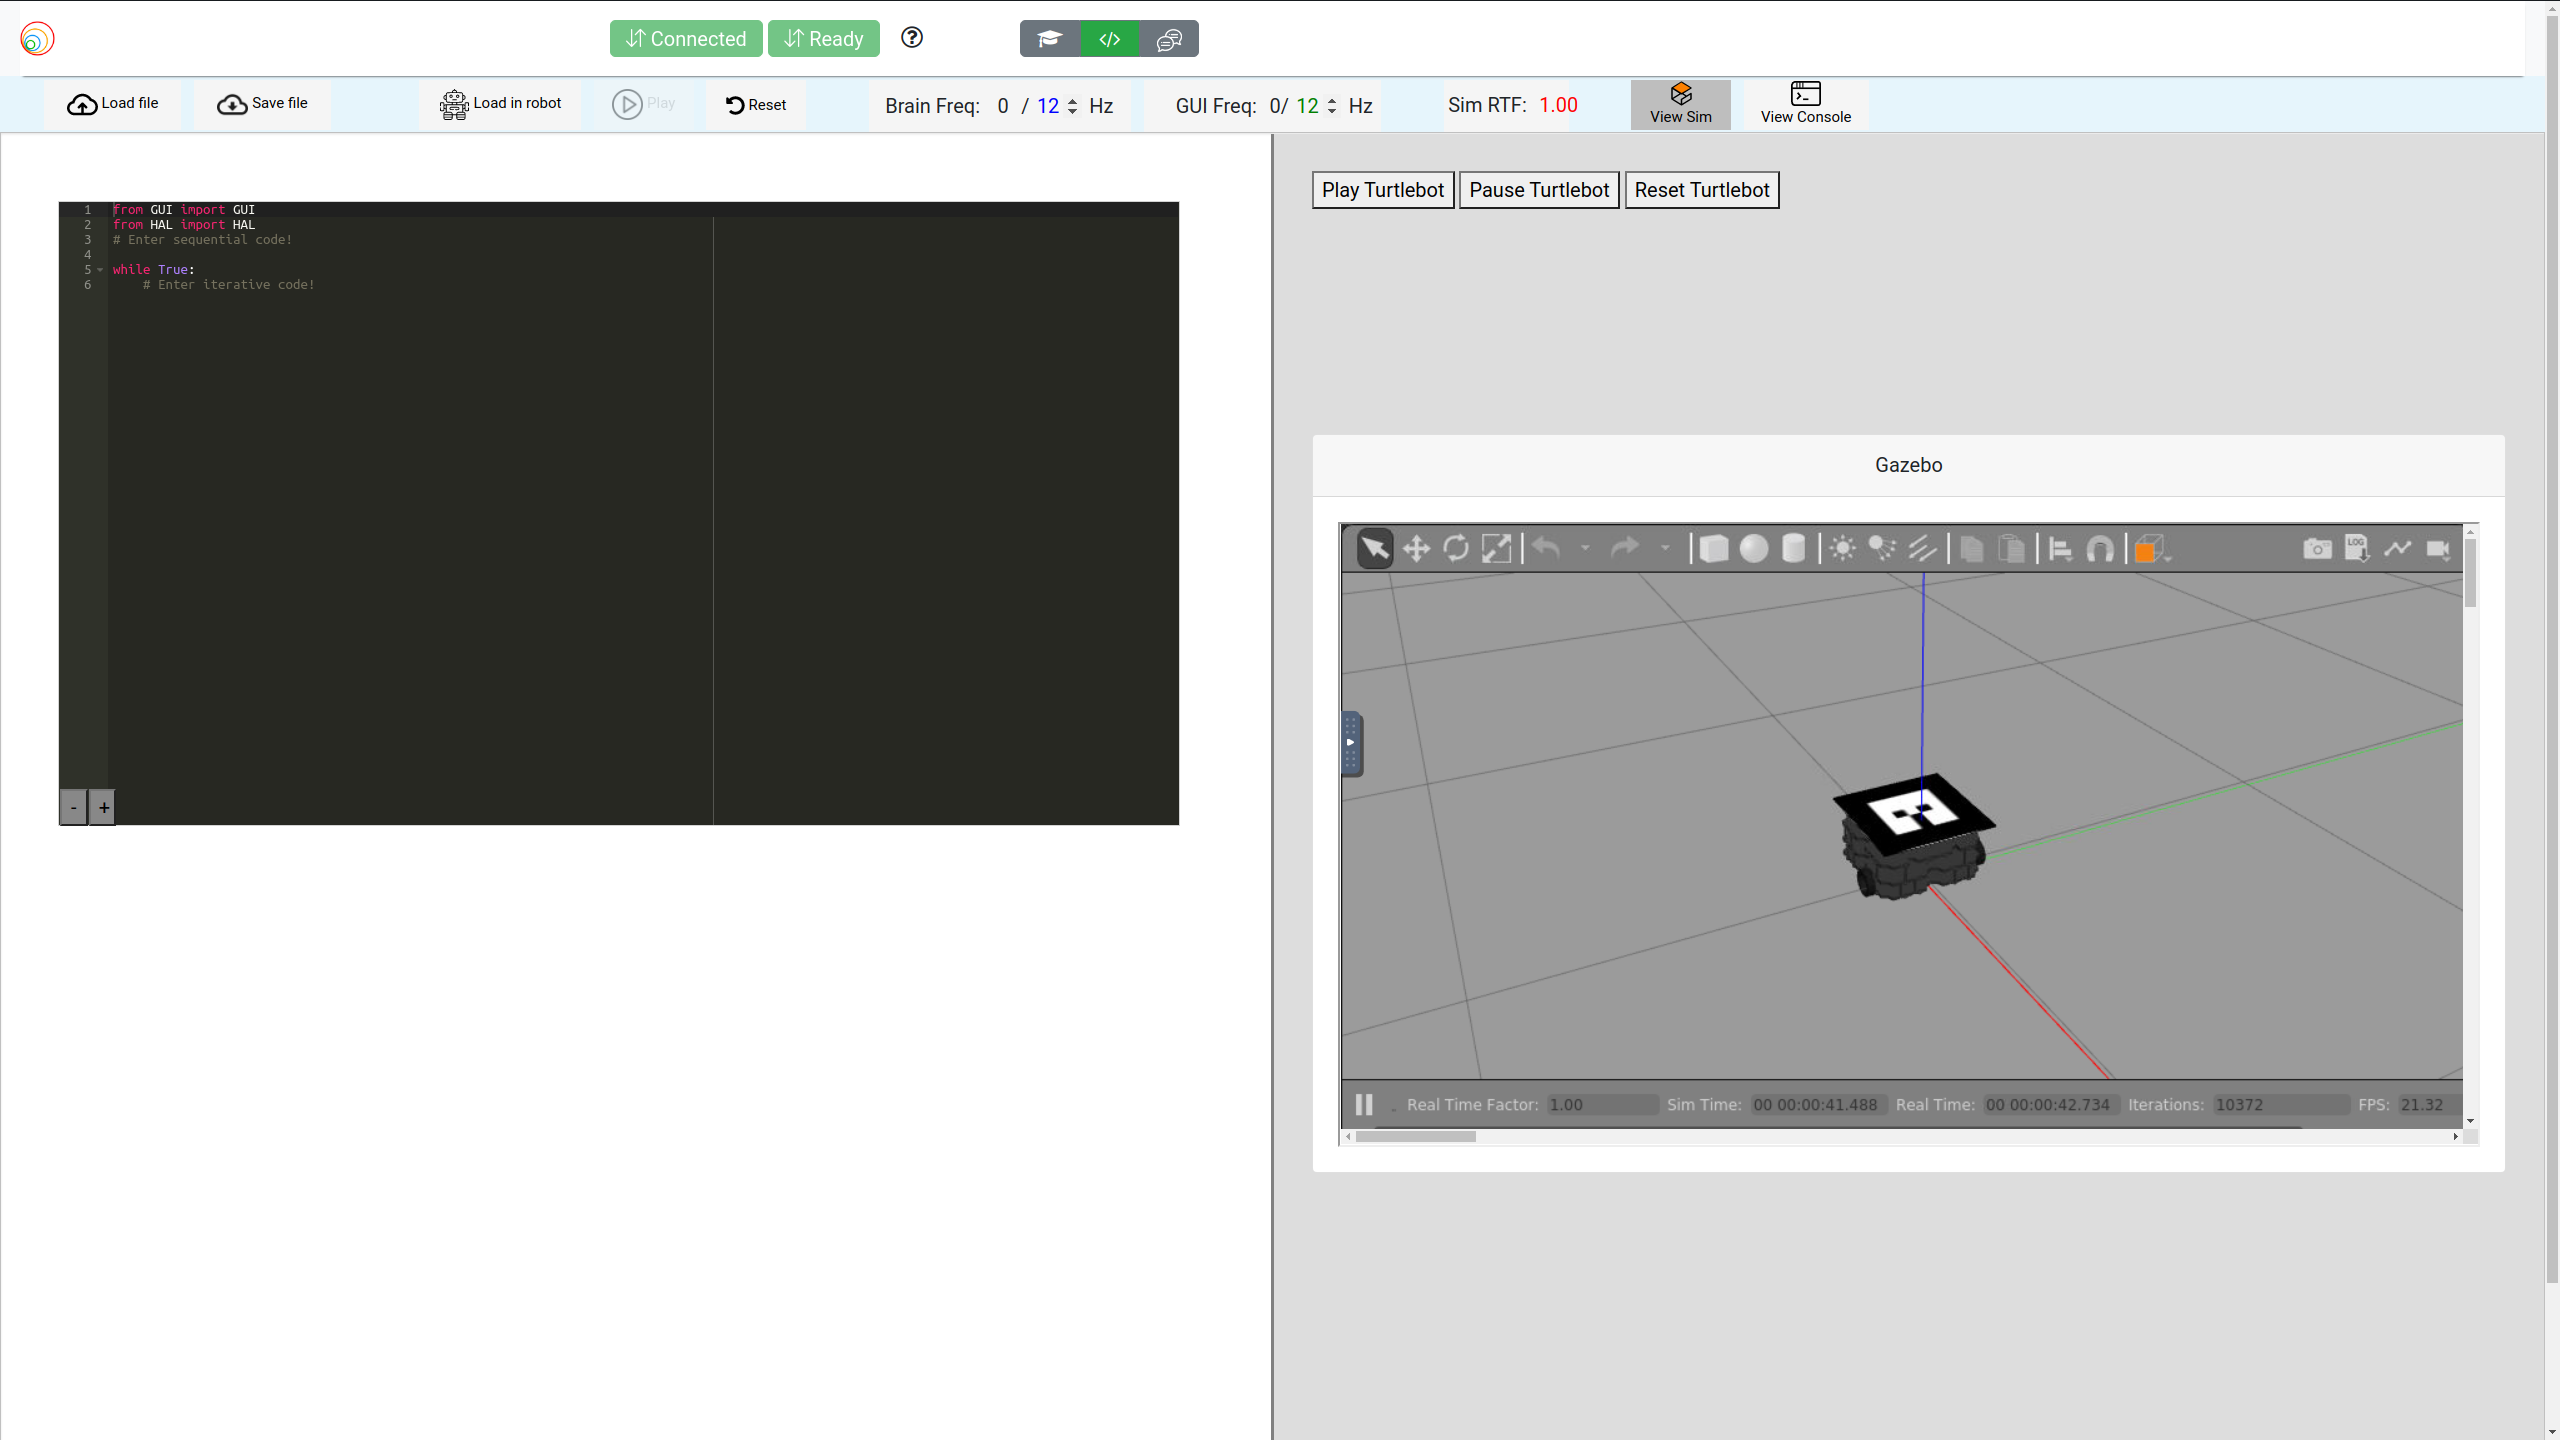 Connected Ready
Load file Save file Load in robot Play Reset Brain Freq: 0 / 12 Hz GUI Freq: 0/ 12 Hz Sim RTF: 1.00 View Sim View Console
Play Turtlebot Pause Turtlebot Reset Turtlebot
1 from GUI import GUI
2 from HAL import HAL
3 # Enter sequential code!
4
5 while True:
6 # Enter iterative code!
- +
Gazebo
LOG
Real Time Factor: 1.00 Sim Time: 00 00:00:41.488 Real Time: 00 00:00:42.734 Iterations: 10372 FPS: 21.32